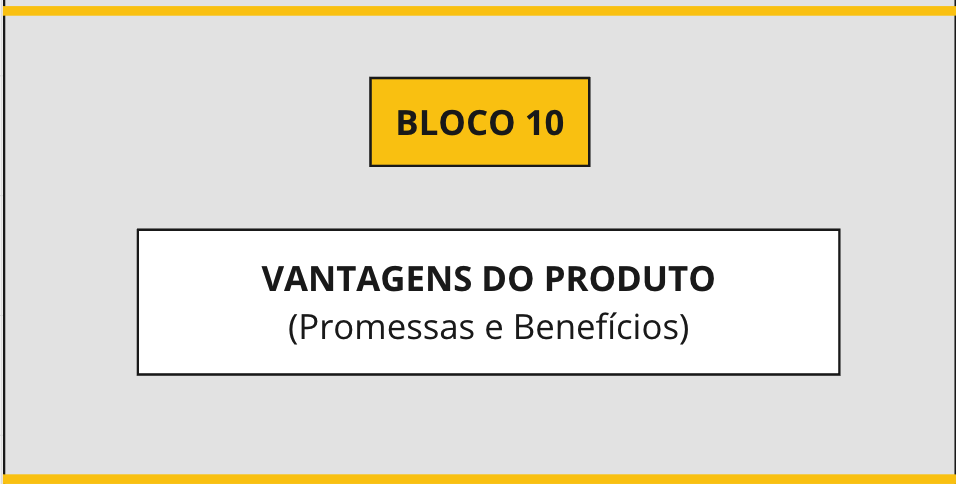 BLOCO 10
VANTAGENS DO PRODUTO
(Promessas e Benefícios)